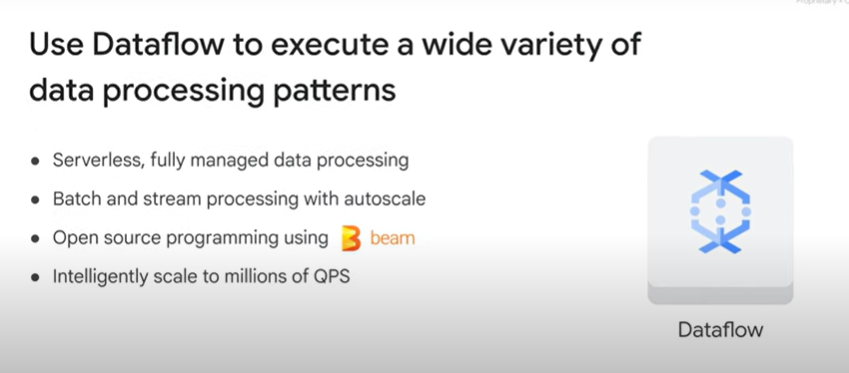 Use Dataflow to execute a wide variety of
data processing patterns
● Serverless, fully managed data processing
● Batch and stream processing with autoscale
● Open source programming using beam
● Intelligently scale to millions of QPS
Dataflow